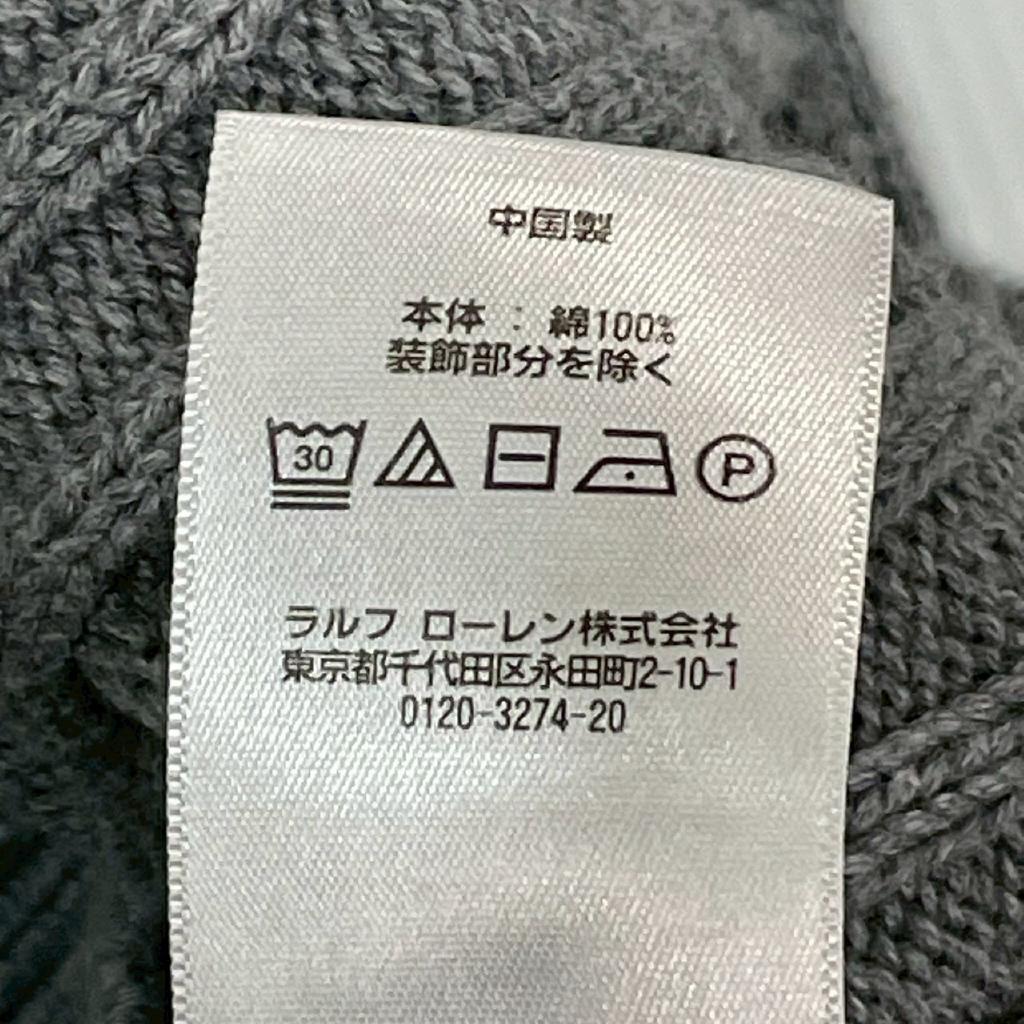 中国製
本体 : 綿100%
装飾部分を除く
30
P
ラルフ ローレン株式会社
東京都千代田区永田町2-10-1
0120-3274-20